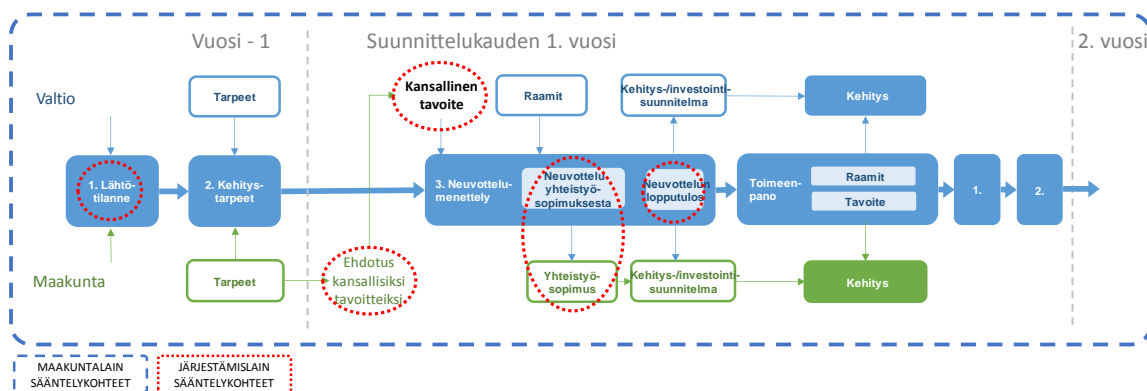 Vuosi - 1
Suunnittelukauden 1. vuosi
2. vuosi
Valtio
Tarpeet
Kansallinen
tavoite
Raamit
Kehitys-/investointi-
suunnitelma
Kehitys
1. Lähtö-
tilanne
2. Kehitys-
tarpeet
3. Neuvottelu-
menettely
Neuvottelu
yhteistyö-
sopimuksesta
Neuvottelun
lopputulos
Toimeen-
pano
Raamit
Tavoite
1.
2.
Maakunta
Tarpeet
Ehdotus
kansallisiksi
tavoitteiksi
Yhteistyö-
sopimus
Kehitys-/investointi-
suunnitelma
Kehitys
MAAKUNTALAIN
SÄÄNTELYKOHTEET
JÄRJESTÄMISLAIN
SÄÄNTELYKOHTEET